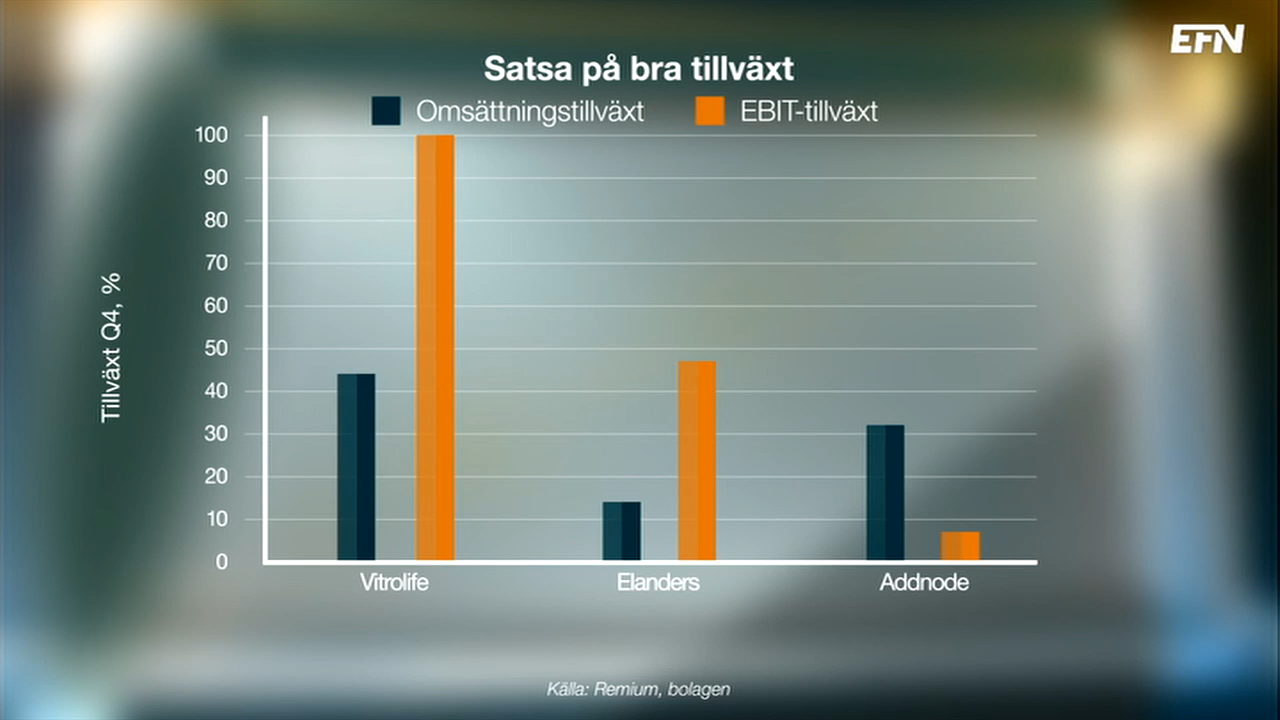 EFN
Satsa på bra tillväxt
Omsättningstillväxt EBIT-tillväxt
Tillväxt Q4, %
100
90
80
70
60
50
40
30
20
10
0
Vitrolife Elanders Addnode
Källa: Remium, bolagen